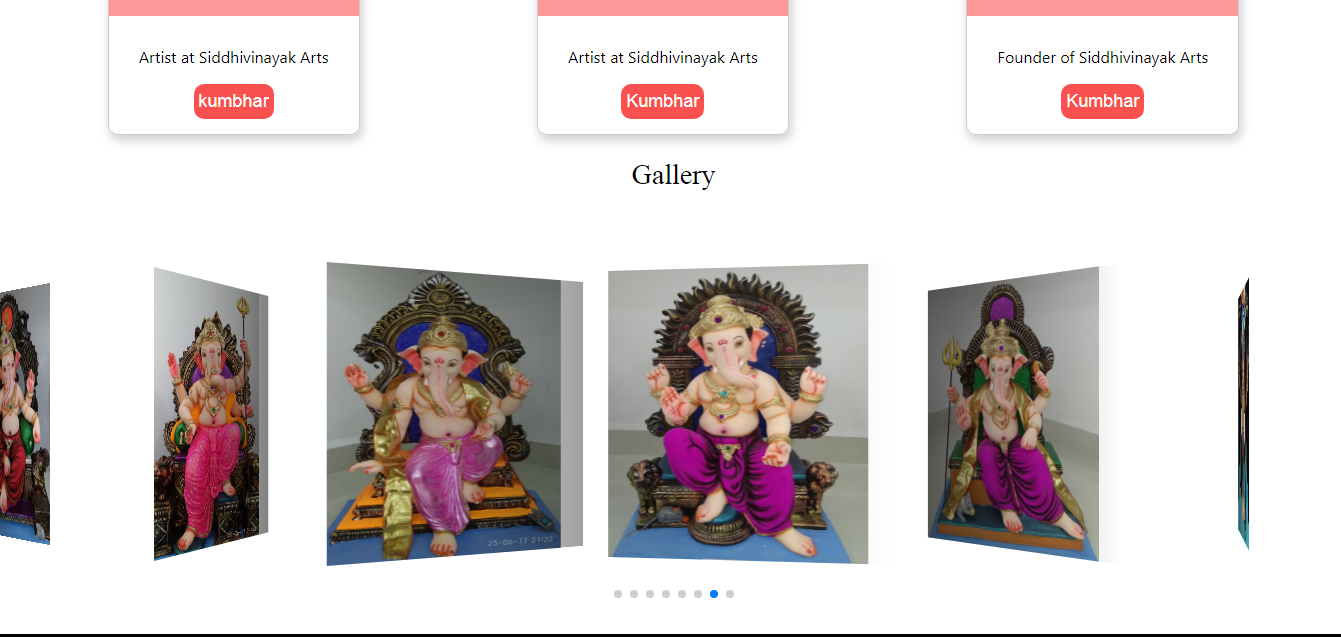 Artist at Siddhivinayak Arts
kumbhar
Artist at Siddhivinayak Arts
Kumbhar
Founder of Siddhivinayak Arts
Kumbhar
Gallery
25-06-17 21:33